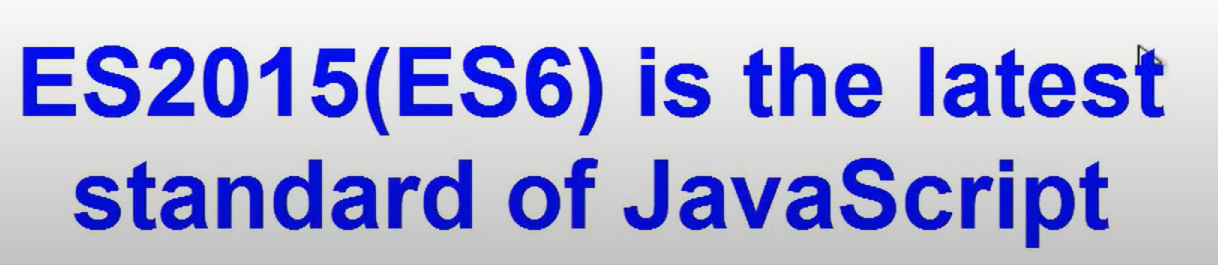 ES2015(ES6) is the latest
standard of JavaScript